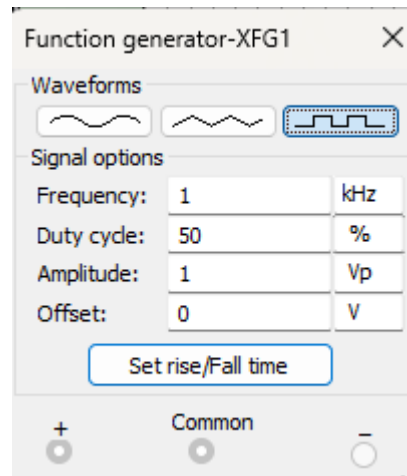 Function generator-XFG1
Waveforms
Signal options
Frequency: 1 kHz
Duty cycle: 50 %
Amplitude: 1 Vp
Offset: 0 V
Set rise/Fall time
+ Common −